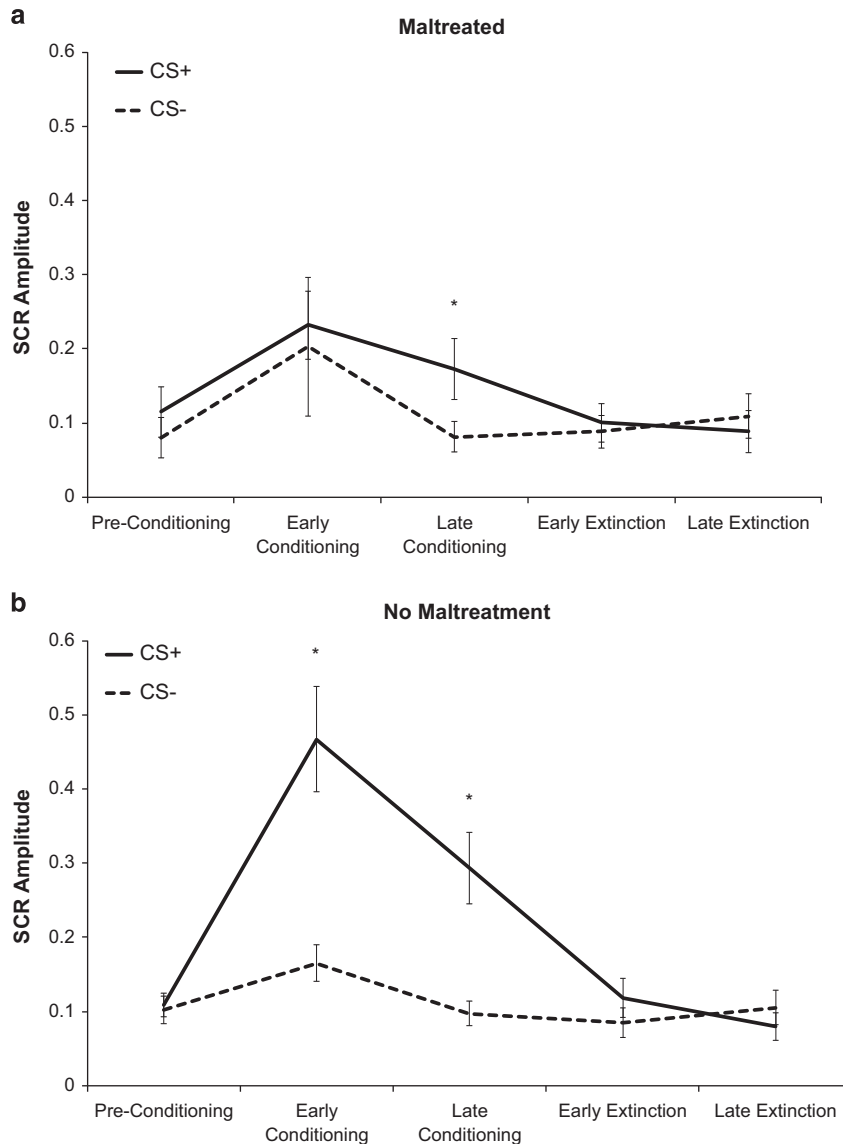 a
Maltreated
0.6
CS+
CS-
0.5
0.4
SCR Amplitude
0.3
*
0.2
0.1
0
Pre-Conditioning
Early
Conditioning
Late
Conditioning
Early Extinction
Late Extinction
b
No Maltreatment
0.6
CS+
*
CS-
0.5
0.4
*
SCR Amplitude
0.3
0.2
0.1
0
Pre-Conditioning
Early
Conditioning
Late
Conditioning
Early Extinction
Late Extinction